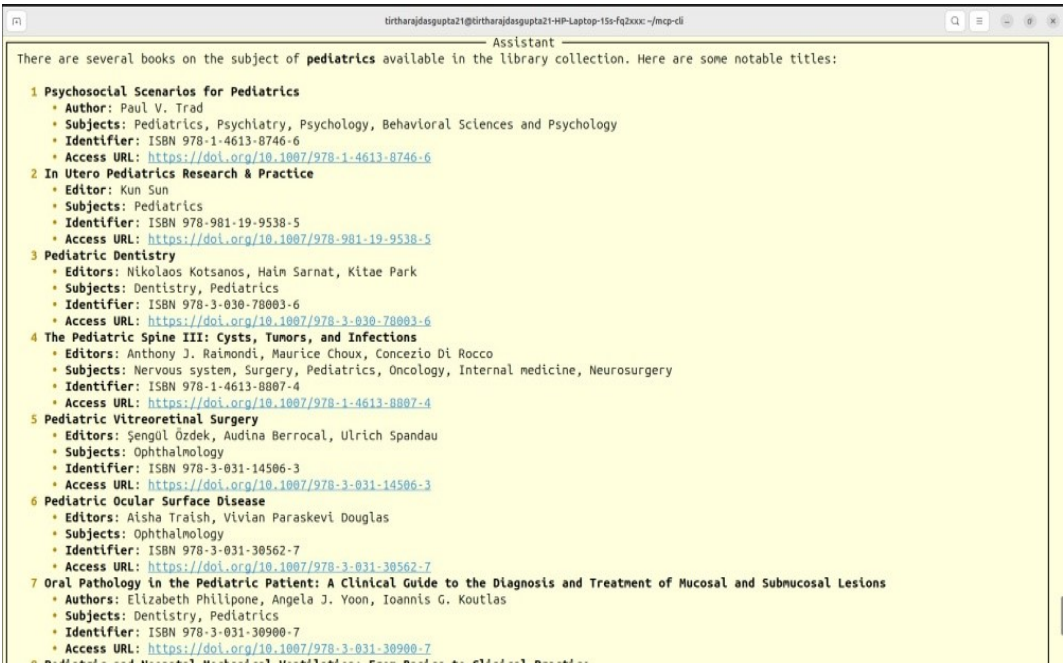 tirtharajdasgupta21@tirtharajdasgupta21-HP-Laptop-15s-fq2xxx: ~/mcp-cli
Assistant
There are several books on the subject of pediatrics available in the library collection. Here are some notable titles:
1 Psychosocial Scenarios for Pediatrics
• Author: Paul V. Trad
• Subjects: Pediatrics, Psychiatry, Psychology, Behavioral Sciences and Psychology
• Identifier: ISBN 978-1-4613-8746-6
• Access URL: https://doi.org/10.1007/978-1-4613-8746-6
2 In Utero Pediatrics Research & Practice
• Editor: Kun Sun
• Subjects: Pediatrics
• Identifier: ISBN 978-981-19-9538-5
• Access URL: https://doi.org/10.1007/978-981-19-9538-5
3 Pediatric Dentistry
• Editors: Nikolaos Kotsanos, Haim Sarnat, Kitae Park
• Subjects: Dentistry, Pediatrics
• Identifier: ISBN 978-3-030-78003-6
• Access URL: https://doi.org/10.1007/978-3-030-78003-6
4 The Pediatric Spine III: Cysts, Tumors, and Infections
• Editors: Anthony J. Raimondi, Maurice Choux, Concezio Di Rocco
• Subjects: Nervous system, Surgery, Pediatrics, Oncology, Internal medicine, Neurosurgery
• Identifier: ISBN 978-1-4613-8807-4
• Access URL: https://doi.org/10.1007/978-1-4613-8807-4
5 Pediatric Vitreoretinal Surgery
• Editors: Şengül Özdek, Audina Berrocal, Ulrich Spandau
• Subjects: Ophthalmology
• Identifier: ISBN 978-3-031-14506-3
• Access URL: https://doi.org/10.1007/978-3-031-14506-3
6 Pediatric Ocular Surface Disease
• Editors: Aisha Traish, Vivian Paraskevi Douglas
• Subjects: Ophthalmology
• Identifier: ISBN 978-3-031-30562-7
• Access URL: https://doi.org/10.1007/978-3-031-30562-7
7 Oral Pathology in the Pediatric Patient: A Clinical Guide to the Diagnosis and Treatment of Mucosal and Submucosal Lesions
• Authors: Elizabeth Philipone, Angela J. Yoon, Ioannis G. Koutlas
• Subjects: Dentistry, Pediatrics
• Identifier: ISBN 978-3-031-30900-7
• Access URL: https://doi.org/10.1007/978-3-031-30900-7
Pediatric and Neonatal Mechanical Ventilation: From Basics to Clinical Practice